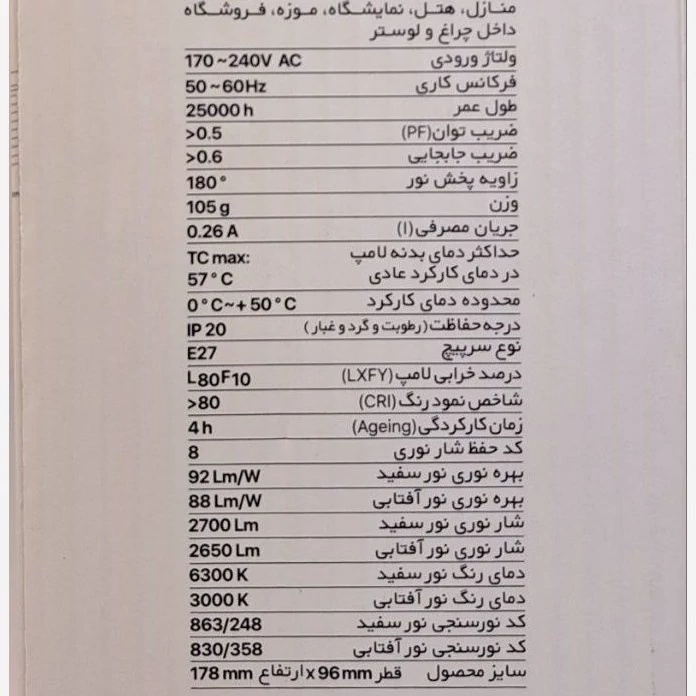 منازل، هتل، نمایشگاه، موزه، فروشگاه
داخل چراغ و لوستر
ولتاژ ورودی 170~240V AC
فرکانس کاری 50~60Hz
طول عمر 25000 h
ضریب توان(PF) >0.5
ضریب جابجایی >0.6
زاویه پخش نور 180°
وزن 105 g
جریان مصرفی(I) 0.26 A
حداکثر دمای بدنه لامپ TC max:
در دمای کارکرد عادی 57°C
محدوده دمای کارکرد 0°C~+50°C
درجه حفاظت(رطوبت و گرد و غبار) IP 20
نوع سرپیچ E27
درصد خرابی لامپ(LXFY) L80F10
شاخص نمود رنگ(CRI) >80
زمان کارکردگی(Ageing) 4 h
کد حفظ شار نوری 8
بهره نوری نور سفید 92 Lm/W
بهره نوری نور آفتابی 88 Lm/W
شار نوری نور سفید 2700 Lm
شار نوری نور آفتابی 2650 Lm
دمای رنگ نور سفید 6300 K
دمای رنگ نور آفتابی 3000 K
کد نورسنجی نور سفید 863/248
کد نورسنجی نور آفتابی 830/358
سایز محصول قطر 96 mm x ارتفاع 178 mm